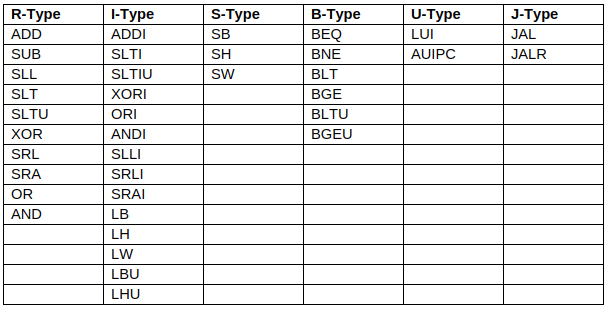 R-Type I-Type S-Type B-Type U-Type J-Type
ADD ADDI SB BEQ LUI JAL
SUB SLTI SH BNE AUIPC JALR
SLL SLTIU SW BLT
SLT XORI BGE
SLTU ORI BLTU
XOR ANDI BGEU
SRL SLLI
SRA SRLI
OR SRAI
AND LB
LH
LW
LBU
LHU